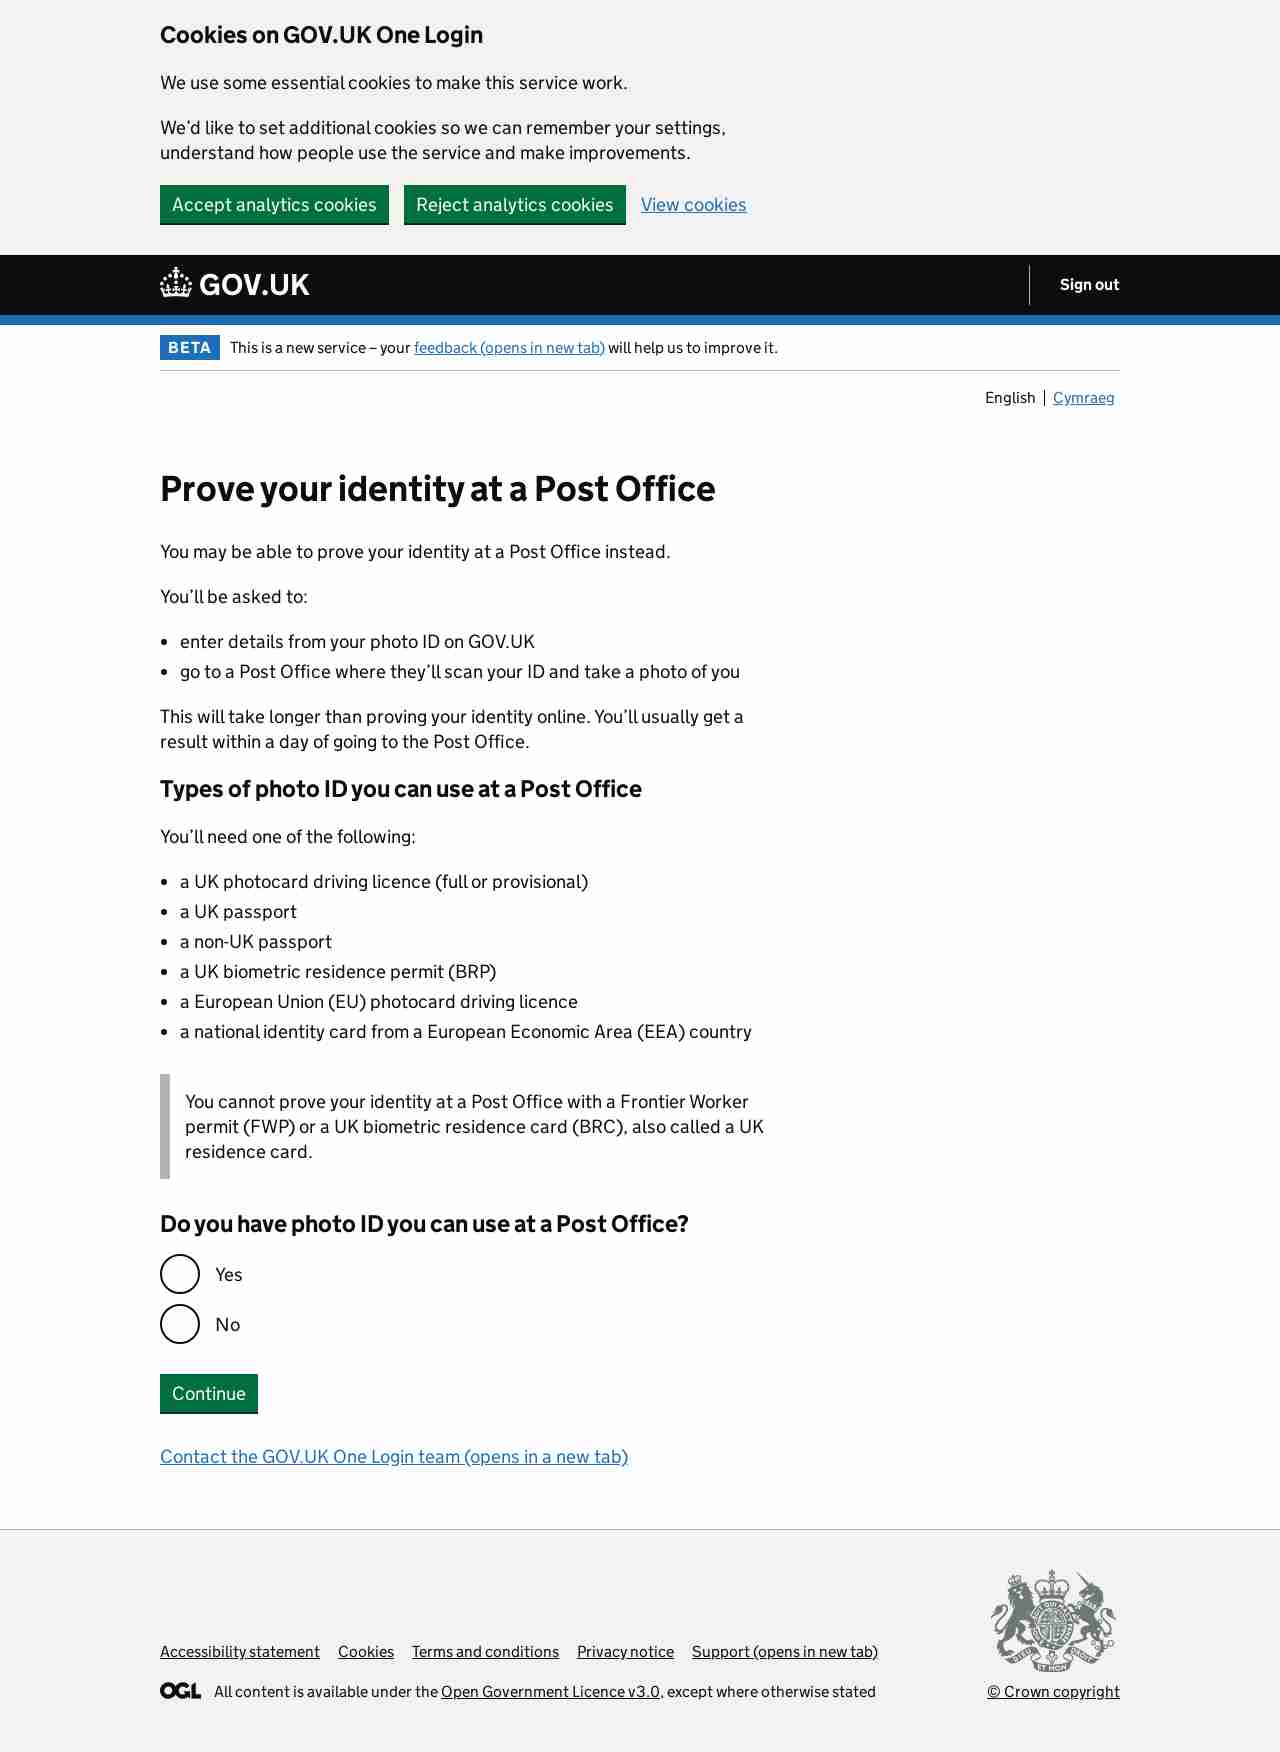 Cookies on GOV.UK One Login
We use some essential cookies to make this service work.
We’d like to set additional cookies so we can remember your settings,
understand how people use the service and make improvements.
Accept analytics cookies
Reject analytics cookies
View cookies
GOV.UK
Sign out
BETA
This is a new service – your feedback (opens in new tab) will help us to improve it.
English
Cymraeg
Prove your identity at a Post Office
You may be able to prove your identity at a Post Office instead.
You’ll be asked to:
• enter details from your photo ID on GOV.UK
• go to a Post Office where they’ll scan your ID and take a photo of you
This will take longer than proving your identity online. You’ll usually get a
result within a day of going to the Post Office.
Types of photo ID you can use at a Post Office
You’ll need one of the following:
• a UK photocard driving licence (full or provisional)
• a UK passport
• a non-UK passport
• a UK biometric residence permit (BRP)
• a European Union (EU) photocard driving licence
• a national identity card from a European Economic Area (EEA) country
You cannot prove your identity at a Post Office with a Frontier Worker
permit (FWP) or a UK biometric residence card (BRC), also called a UK
residence card.
Do you have photo ID you can use at a Post Office?
Yes
No
Continue
Contact the GOV.UK One Login team (opens in a new tab)
Accessibility statement
Cookies
Terms and conditions
Privacy notice
Support (opens in new tab)
OGL
All content is available under the Open Government Licence v3.0, except where otherwise stated
© Crown copyright